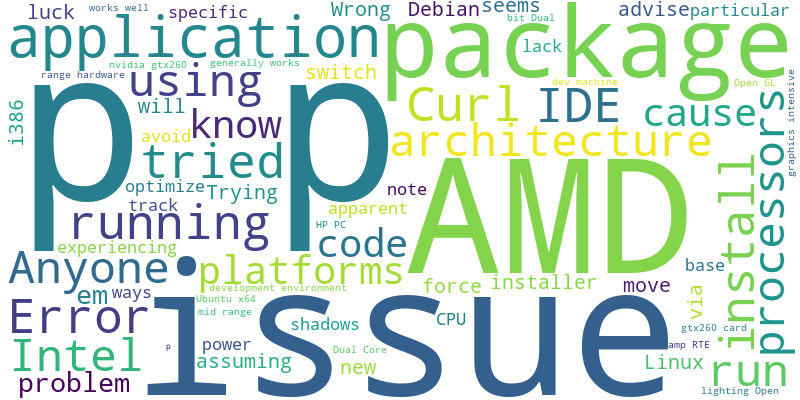 luck
works well
specific
Wrong
Debian
seems
bit Dual
advise
particular
application
package
lack
nvidia gtx260
generally works
range hardware
using
switch
dev machine
Open GL
graphics intensive
i386
will
know
Curl
IDE
cause
avoid
architecture
p p
tried
AMD
processors
optimize
Trying
note
track
apparent
install
running
HP PC
code
experiencing
Anyone
platforms
base
em
ways
development environment
force
installer
move
via
Ubuntu x64
mid range
Error
issue
shadows
CPU
gtx260 card
power
Dual Core
amp RTE
Intel
assuming
new
Linux
run
problem
p
lighting Open